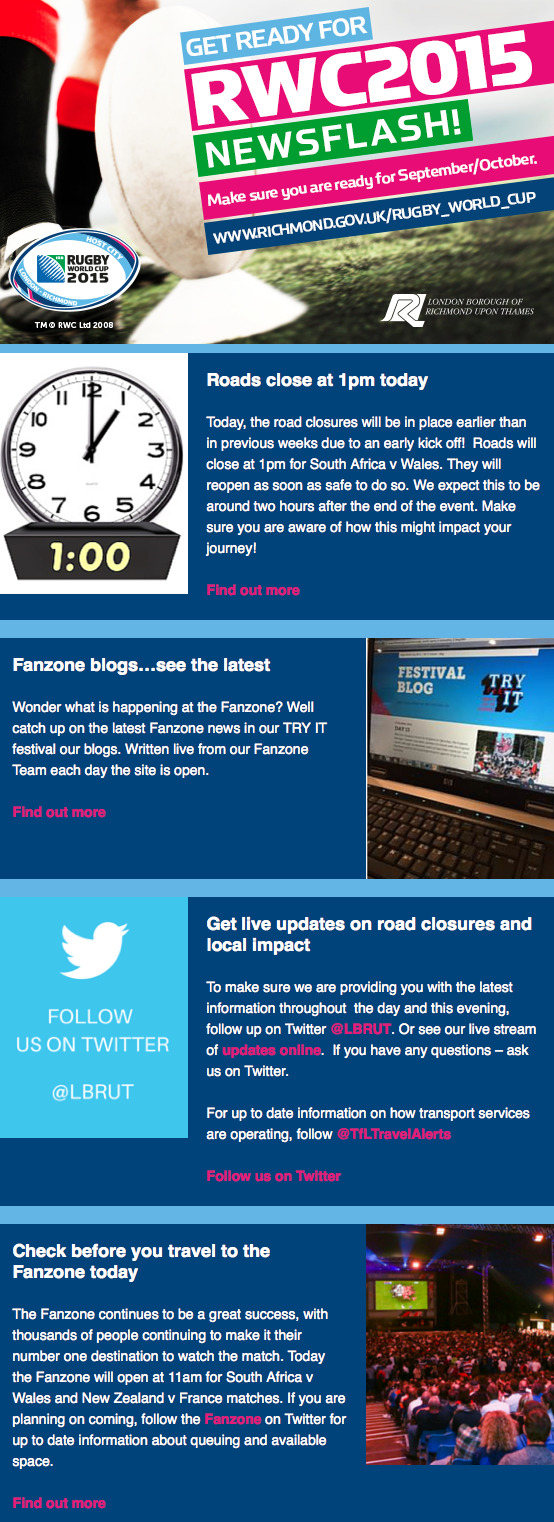 GET READY FOR
RWC2015
NEWSFLASH!
Make sure you are ready for September/October.
WWW.RICHMOND.GOV.UK/RUGBY_WORLD_CUP
HOST CITY
RUGBY
WORLD CUP
2015
LONDON - RICHMOND
TM © RWC Ltd 2008
LONDON BOROUGH OF
RICHMOND UPON THAMES
12
1
2
3
4
5
6
7
8
9
10
11
1:00
Roads close at 1pm today
Today, the road closures will be in place earlier than
in previous weeks due to an early kick off!  Roads will
close at 1pm for South Africa v Wales. They will
reopen as soon as safe to do so. We expect this to be
around two hours after the end of the event. Make
sure you are aware of how this might impact your
journey!
Find out more
Fanzone blogs...see the latest
Wonder what is happening at the Fanzone? Well
catch up on the latest Fanzone news in our TRY IT
festival our blogs. Written live from our Fanzone
Team each day the site is open.
Find out more
FESTIVAL
BLOG
TRY
IT
hp
FOLLOW
US ON TWITTER
@LBRUT
Get live updates on road closures and
local impact
To make sure we are providing you with the latest
information throughout  the day and this evening,
follow up on Twitter @LBRUT. Or see our live stream
of updates online.  If you have any questions – ask
us on Twitter.
For up to date information on how transport services
are operating, follow @TfLTravelAlerts
Follow us on Twitter
Check before you travel to the
Fanzone today
The Fanzone continues to be a great success, with
thousands of people continuing to make it their
number one destination to watch the match. Today
the Fanzone will open at 11am for South Africa v
Wales and New Zealand v France matches. If you are
planning on coming, follow the Fanzone on Twitter for
up to date information about queuing and available
space.
Find out more